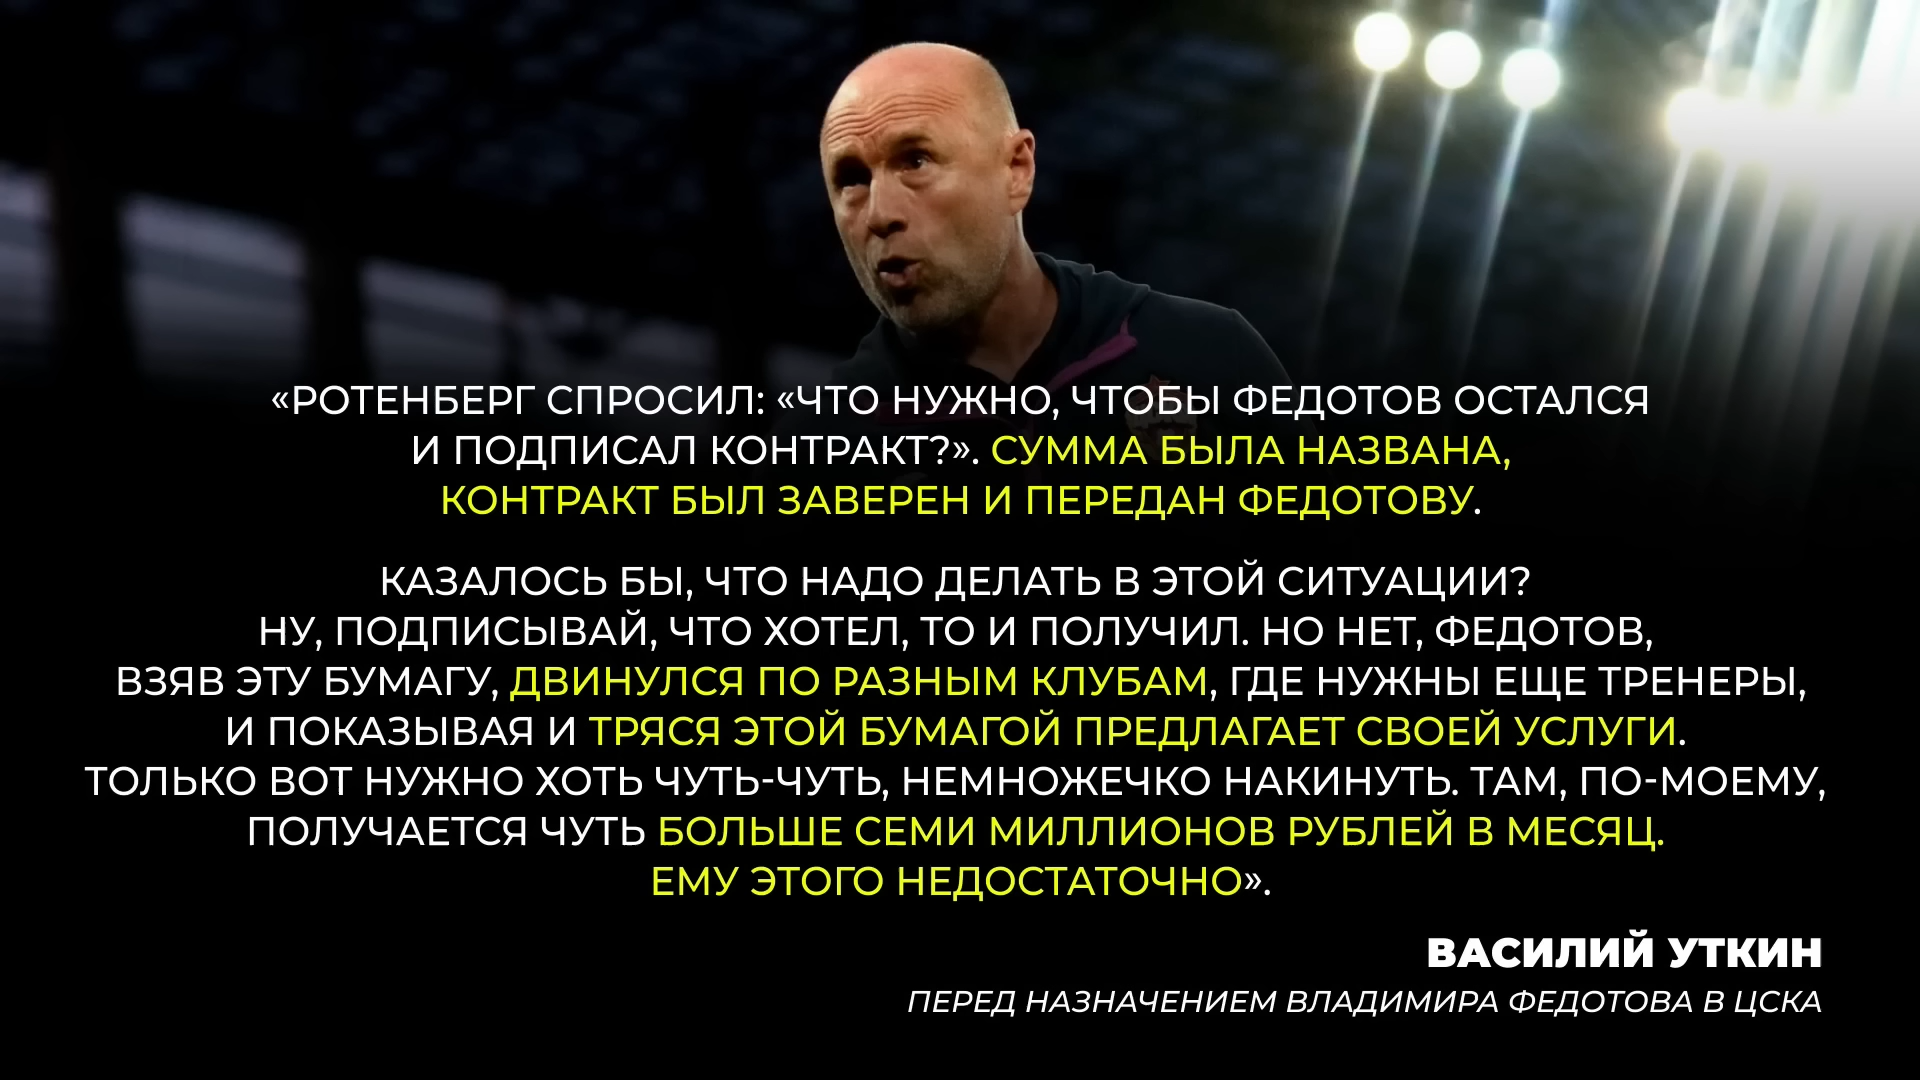 «РОТЕНБЕРГ СПРОСИЛ: «ЧТО НУЖНО, ЧТОБЫ ФЕДОТОВ ОСТАЛСЯ
И ПОДПИСАЛ КОНТРАКТ?». СУММА БЫЛА НАЗВАНА,
КОНТРАКТ БЫЛ ЗАВЕРЕН И ПЕРЕДАН ФЕДОТОВУ.
КАЗАЛОСЬ БЫ, ЧТО НАДО ДЕЛАТЬ В ЭТОЙ СИТУАЦИИ?
НУ, ПОДПИСЫВАЙ, ЧТО ХОТЕЛ, ТО И ПОЛУЧИЛ. НО НЕТ, ФЕДОТОВ,
ВЗЯВ ЭТУ БУМАГУ, ДВИНУЛСЯ ПО РАЗНЫМ КЛУБАМ, ГДЕ НУЖНЫ ЕЩЕ ТРЕНЕРЫ,
И ПОКАЗЫВАЯ И ТРЯСЯ ЭТОЙ БУМАГОЙ ПРЕДЛАГАЕТ СВОЕЙ УСЛУГИ.
ТОЛЬКО ВОТ НУЖНО ХОТЬ ЧУТЬ-ЧУТЬ, НЕМНОЖЕЧКО НАКИНУТЬ. ТАМ, ПО-МОЕМУ,
ПОЛУЧАЕТСЯ ЧУТЬ БОЛЬШЕ СЕМИ МИЛЛИОНОВ РУБЛЕЙ В МЕСЯЦ.
ЕМУ ЭТОГО НЕДОСТАТОЧНО».
ВАСИЛИЙ УТКИН
ПЕРЕД НАЗНАЧЕНИЕМ ВЛАДИМИРА ФЕДОТОВА В ЦСКА